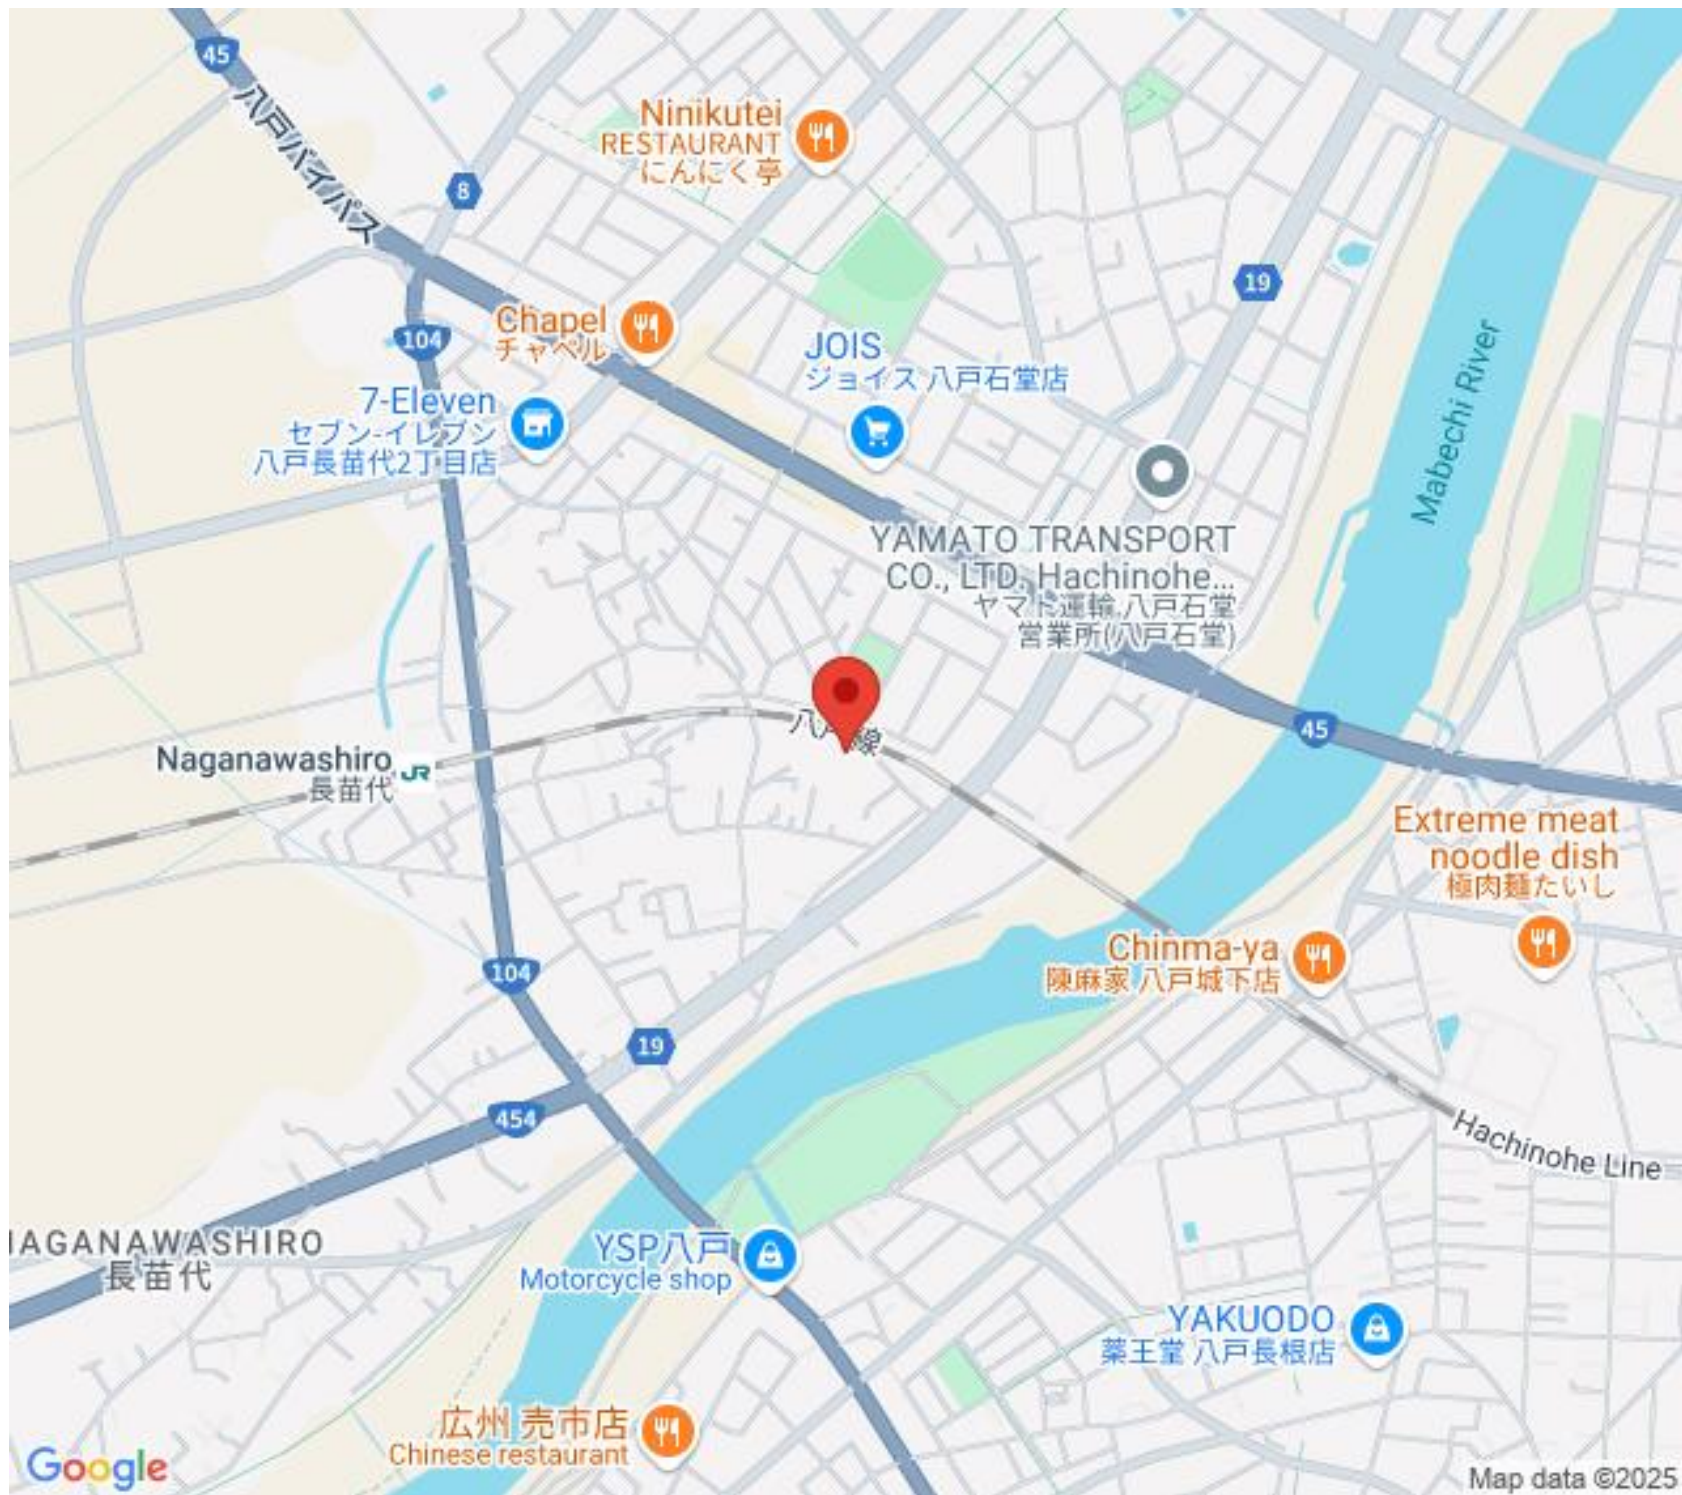 45
八戸バイパス
8
Ninikutei
RESTAURANT
にんにく亭
19
104
Chapel
チャペル
JOIS
ジョイス 八戸石堂店
7-Eleven
セブン-イレブン
八戸長苗代2丁目店
Mabechi River
YAMATO TRANSPORT
CO., LTD. Hachinohe...
ヤマト運輸 八戸石堂
営業所(八戸石堂)
45
Naganawashiro
長苗代
JR
Extreme meat
noodle dish
極肉麺たいし
Chinma-ya
陳麻家 八戸城下店
104
19
454
Hachinohe Line
IAGANAWASHIRO
長苗代
YSP八戸
Motorcycle shop
YAKUODO
薬王堂 八戸長根店
広州 売市店
Chinese restaurant
Google
Map data ©2025